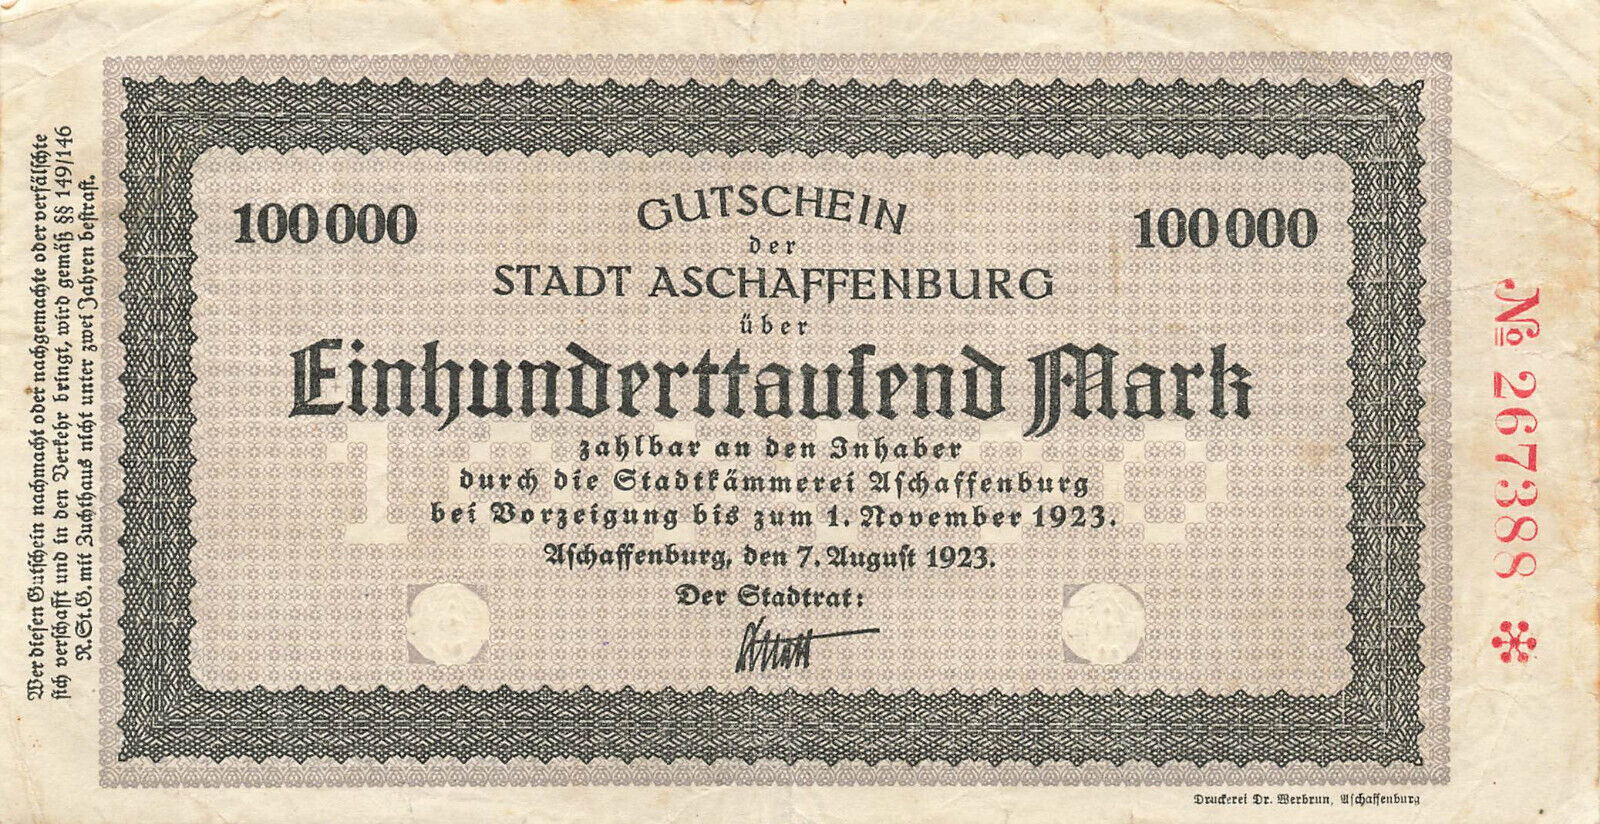 Wer diesen Gutschein nachmacht oder nachgemachte oder verfälschte
sich verschafft und in den Verkehr bringt, wird gemäß §§ 149/146
R.St.G. mit Zuchthaus nicht unter zwei Jahren bestraft.
100000 100000
GUTSCHEIN
der
STADT ASCHAFFENBURG
über
Einhunderttausend Mark
zahlbar an den Inhaber
durch die Stadtkämmerei Aschaffenburg
bei Vorzeigung bis zum 1. November 1923.
Aschaffenburg, den 7. August 1923.
Der Stadtrat:
№ 267388 *
Druckerei Dr. Werbrun, Aschaffenburg